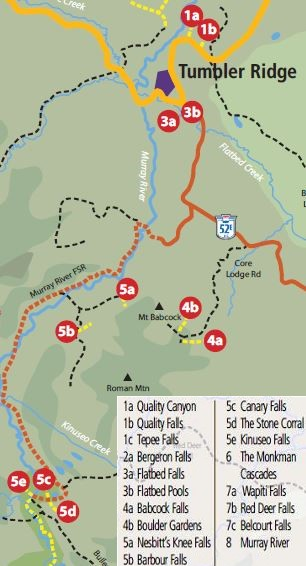 Creek
1a
1b
Tumbler Ridge
3b
3a
Flatbed Creek
Murray River
52E
Core
Lodge Rd
Murray River FSR
5a
4b
Mt Babcock
5b
4a
Roman Mtn
Kinuseo Creek
Red Deer
5e
5c
5d
1a Quality Canyon
1b Quality Falls
1c Tepee Falls
2a Bergeron Falls
3a Flatbed Falls
3b Flatbed Pools
4a Babcock Falls
4b Boulder Gardens
5a Nesbitt's Knee Falls
5b Barbour Falls
5c Canary Falls
5d The Stone Corral
5e Kinuseo Falls
6 The Monkman
Cascades
7a Wapiti Falls
7b Red Deer Falls
7c Belcourt Falls
8 Murray River